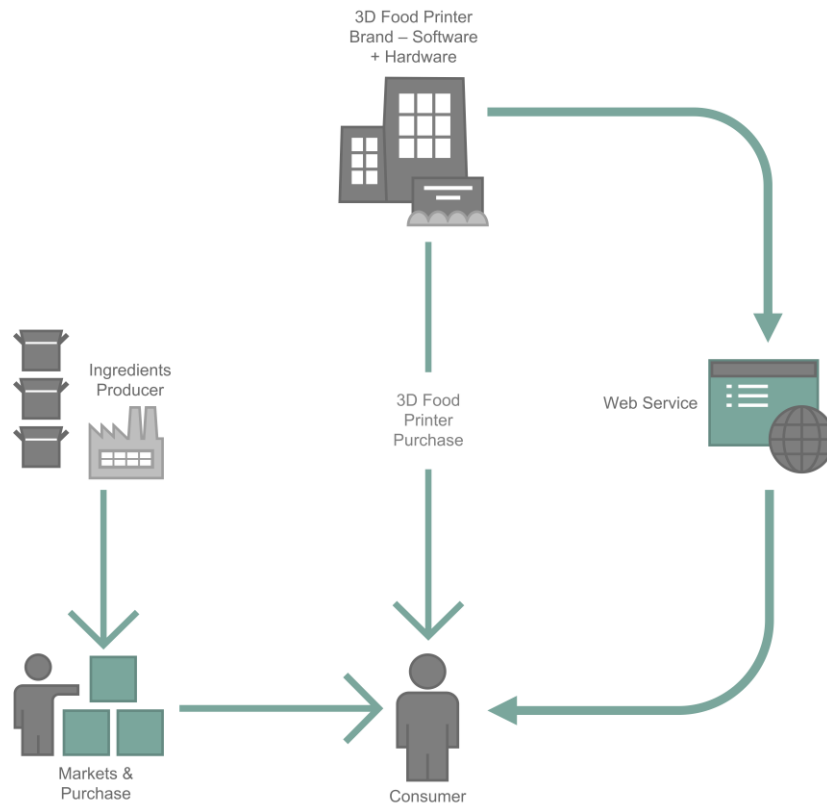 3D Food Printer
Brand – Software
+ Hardware
Ingredients
Producer
3D Food
Printer
Purchase
Web Service
Markets &
Purchase
Consumer